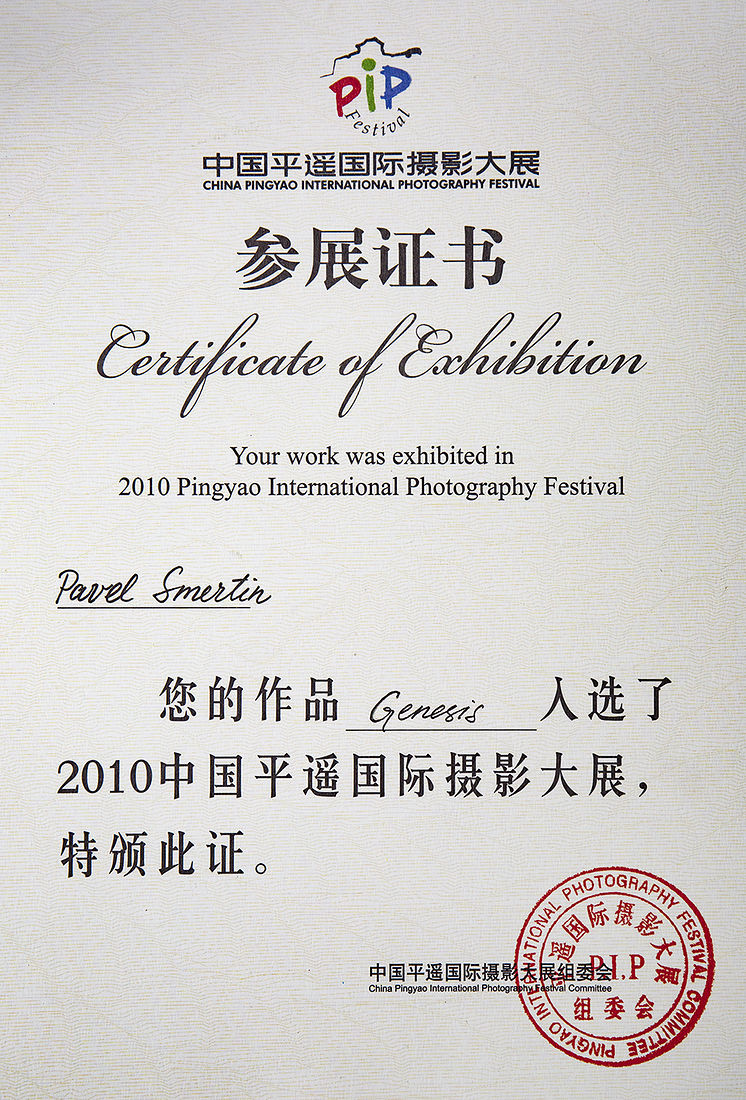 PiP
Festival
中国平遥国际摄影大展
CHINA PINGYAO INTERNATIONAL PHOTOGRAPHY FESTIVAL
参展证书
Certificate of Exhibition
Your work was exhibited in
2010 Pingyao International Photography Festival
Pavel Smertin
您的作品 Genesis 入选了
2010中国平遥国际摄影大展，
特颁此证。
中国平遥国际摄影大展组委会
China Pingyao International Photography Festival Committee
PINGYAO INTERNATIONAL PHOTOGRAPHY FESTIVAL COMMITTEE
平遥国际摄影大展
P.I.P
组委会